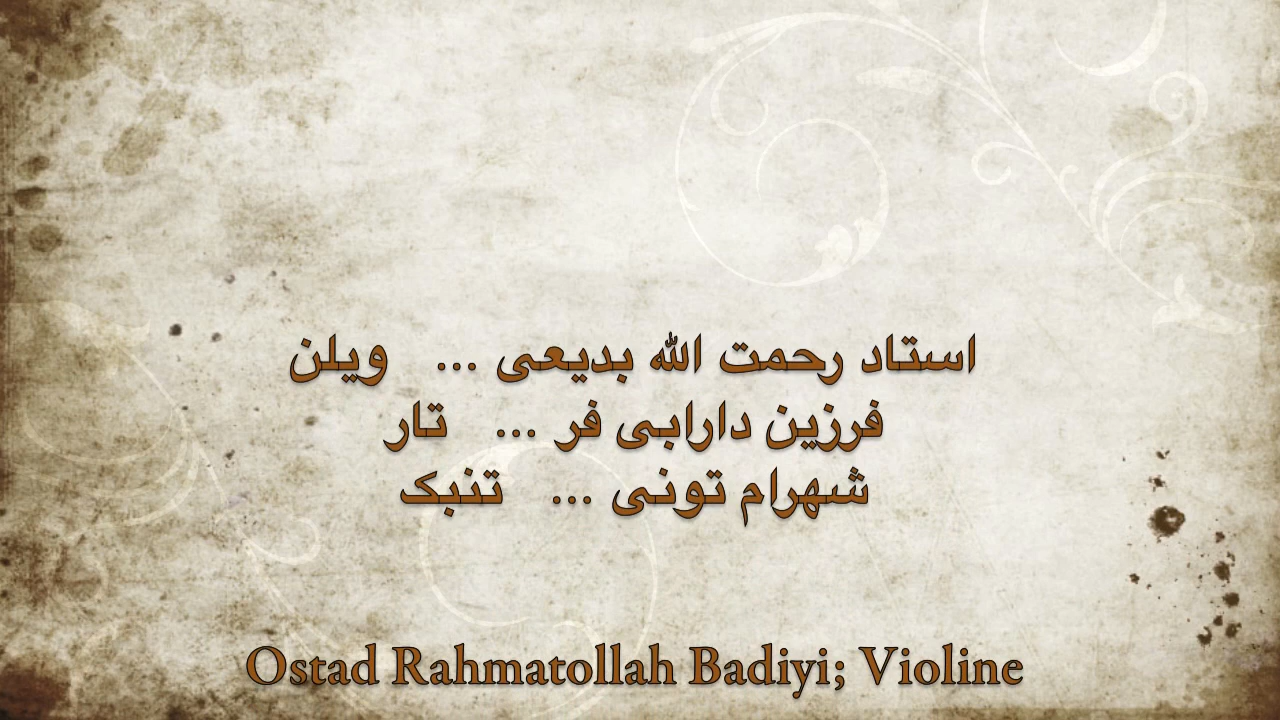 استاد رحمت الله بدیعی ... ویلن
فرزین دارابی فر ... تار
شهرام تونی ... تنبک
Ostad Rahmatollah Badiyi; Violine